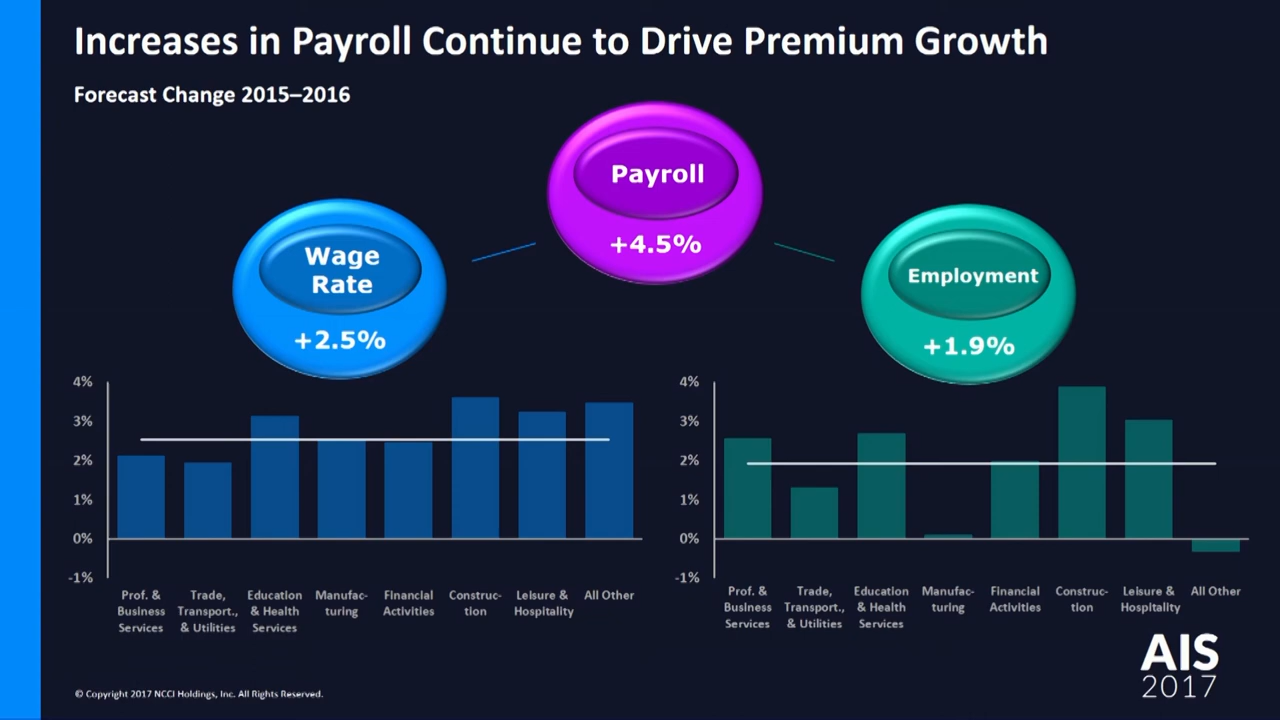 Increases in Payroll Continue to Drive Premium Growth
Forecast Change 2015–2016
Payroll
+4.5%
Wage
Rate
+2.5%
Employment
+1.9%
4%
3%
2%
1%
0%
-1%
Prof. &
Business
Services
Trade,
Transport.,
& Utilities
Education
& Health
Services
Manufac-
turing
Financial
Activities
Construc-
tion
Leisure &
Hospitality
All Other
4%
3%
2%
1%
0%
-1%
Prof. &
Business
Services
Trade,
Transport.,
& Utilities
Education
& Health
Services
Manufac-
turing
Financial
Activities
Construc-
tion
Leisure &
Hospitality
All Other
© Copyright 2017 NCCI Holdings, Inc. All Rights Reserved.
AIS
2017